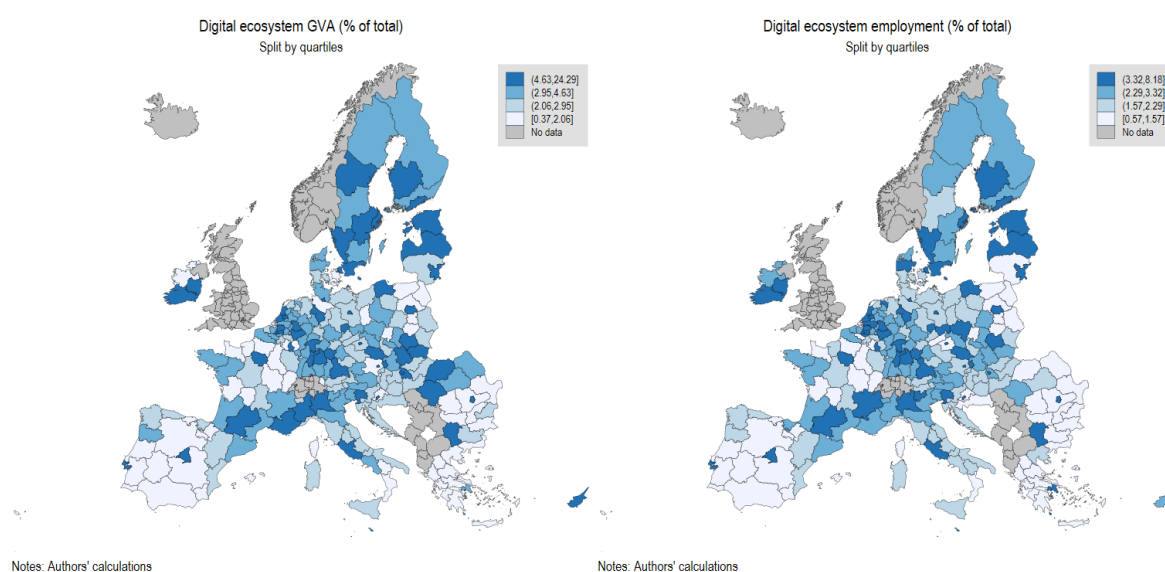 Digital ecosystem GVA (% of total)
Split by quartiles
(4.63,24.29]
(2.95,4.63]
(2.06,2.95]
[0.37,2.06]
No data
Notes: Authors' calculations
Digital ecosystem employment (% of total)
Split by quartiles
(3.32,8.18]
(2.29,3.32]
(1.57,2.29]
[0.57,1.57]
No data
Notes: Authors' calculations